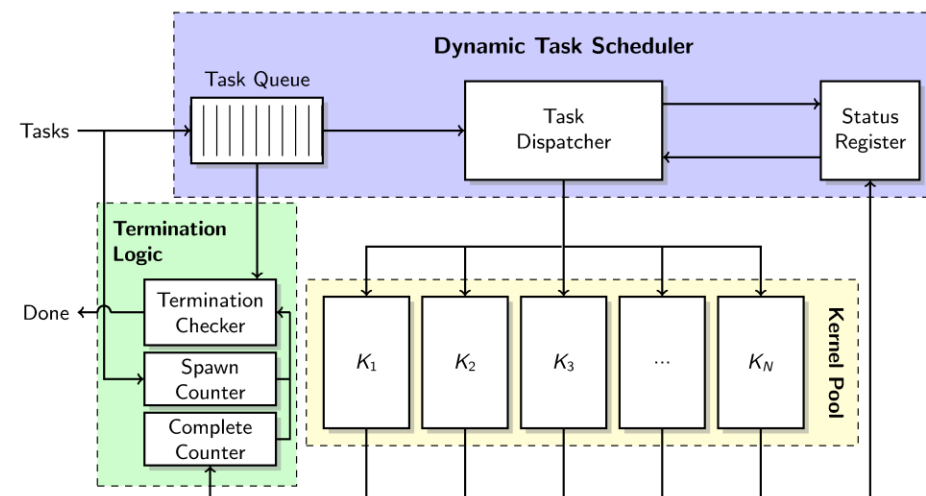 Dynamic Task Scheduler
Task Queue
Tasks
Task
Dispatcher
Status
Register
Termination
Logic
Termination
Checker
Done
Spawn
Counter
Complete
Counter
K1
K2
K3
...
KN
Kernel Pool